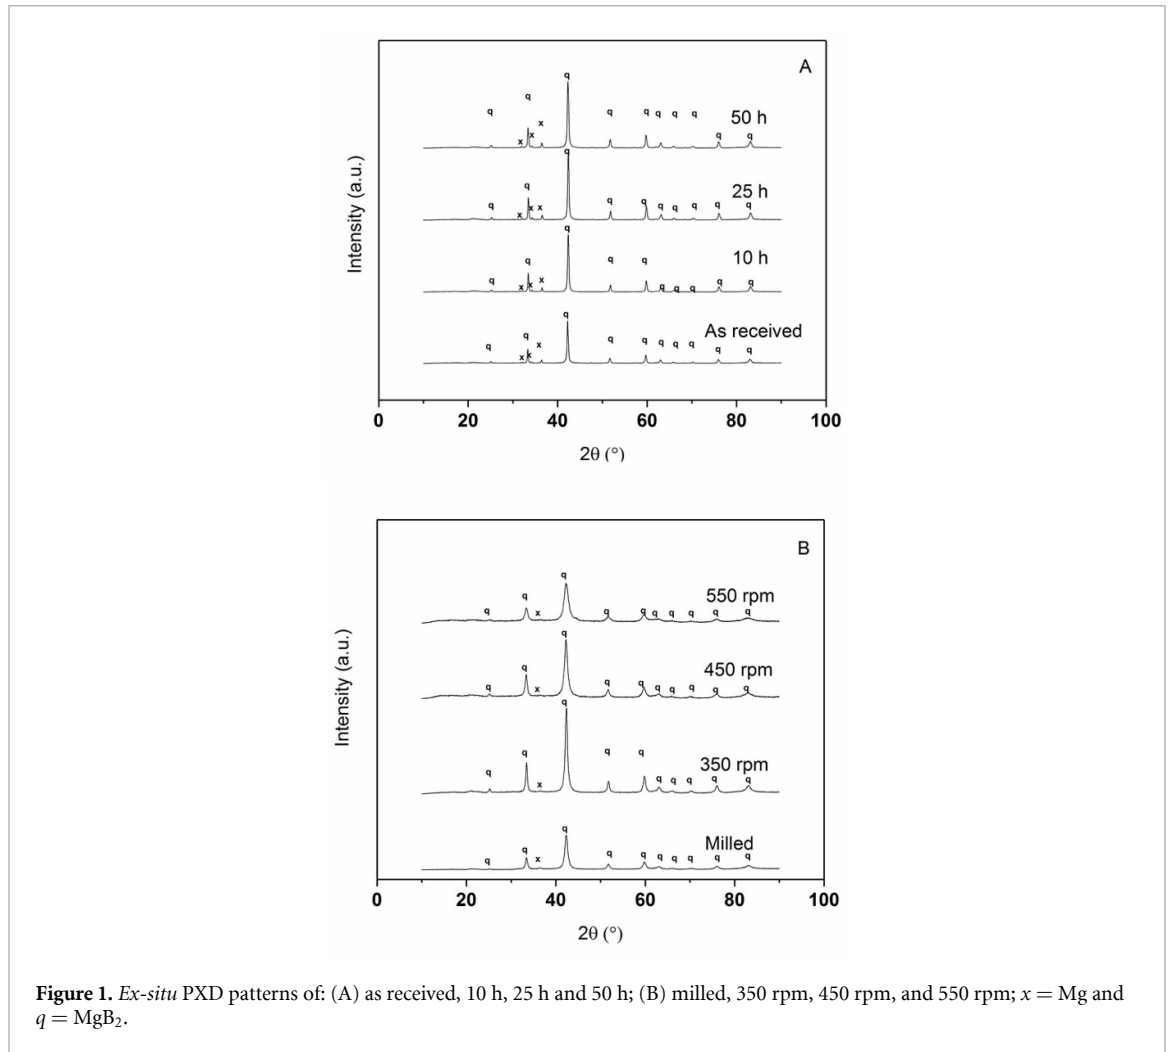 A
q
q q q q q q q
q x x x 50 h q q
q
q 25 h
q x x x q q q q q q q
q
q 10 h
q x x x q q q q q q q
q
q As received
q x x x q q q q q q q
Intensity (a.u.)
0 20 40 60 80 100
2θ (°)
B
q
q 550 rpm
q x q q q q q q q
q
q 450 rpm
q x q q q q q q q
q
q q q 350 rpm
q x q q q q q
q
q Milled
q x q q q q q q q
Intensity (a.u.)
0 20 40 60 80 100
2θ (°)
Figure 1. Ex-situ PXD patterns of: (A) as received, 10 h, 25 h and 50 h; (B) milled, 350 rpm, 450 rpm, and 550 rpm; x = Mg and
q = MgB₂.